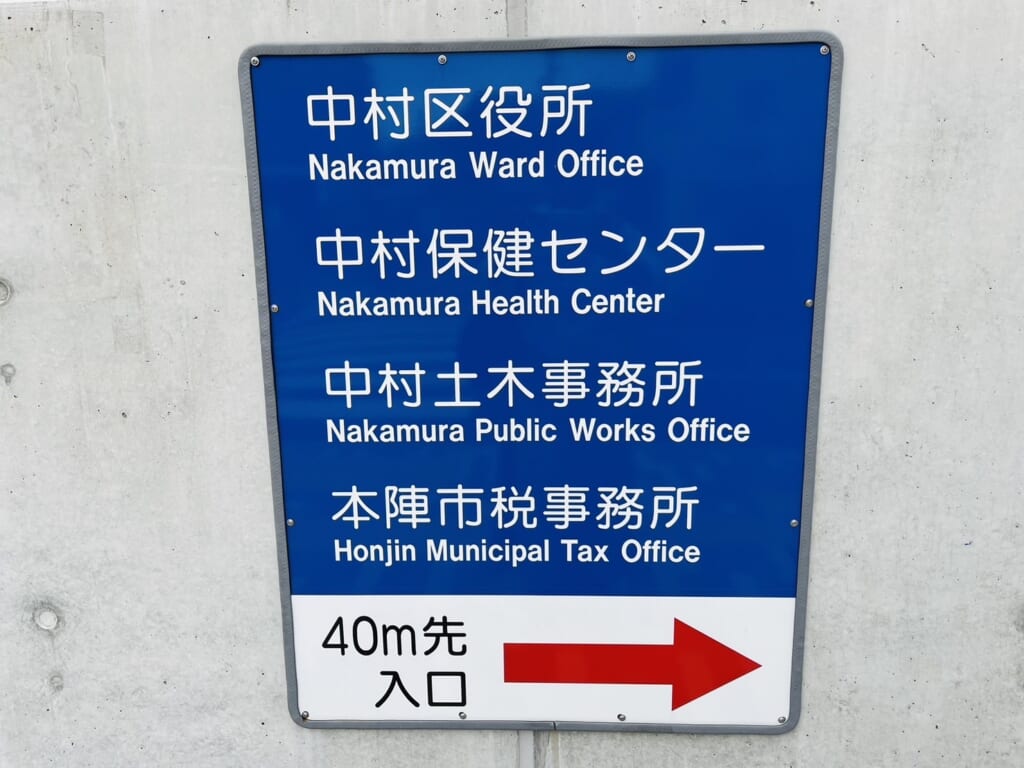 中村区役所
Nakamura Ward Office
中村保健センター
Nakamura Health Center
中村土木事務所
Nakamura Public Works Office
本陣市税事務所
Honjin Municipal Tax Office
40m先
入口